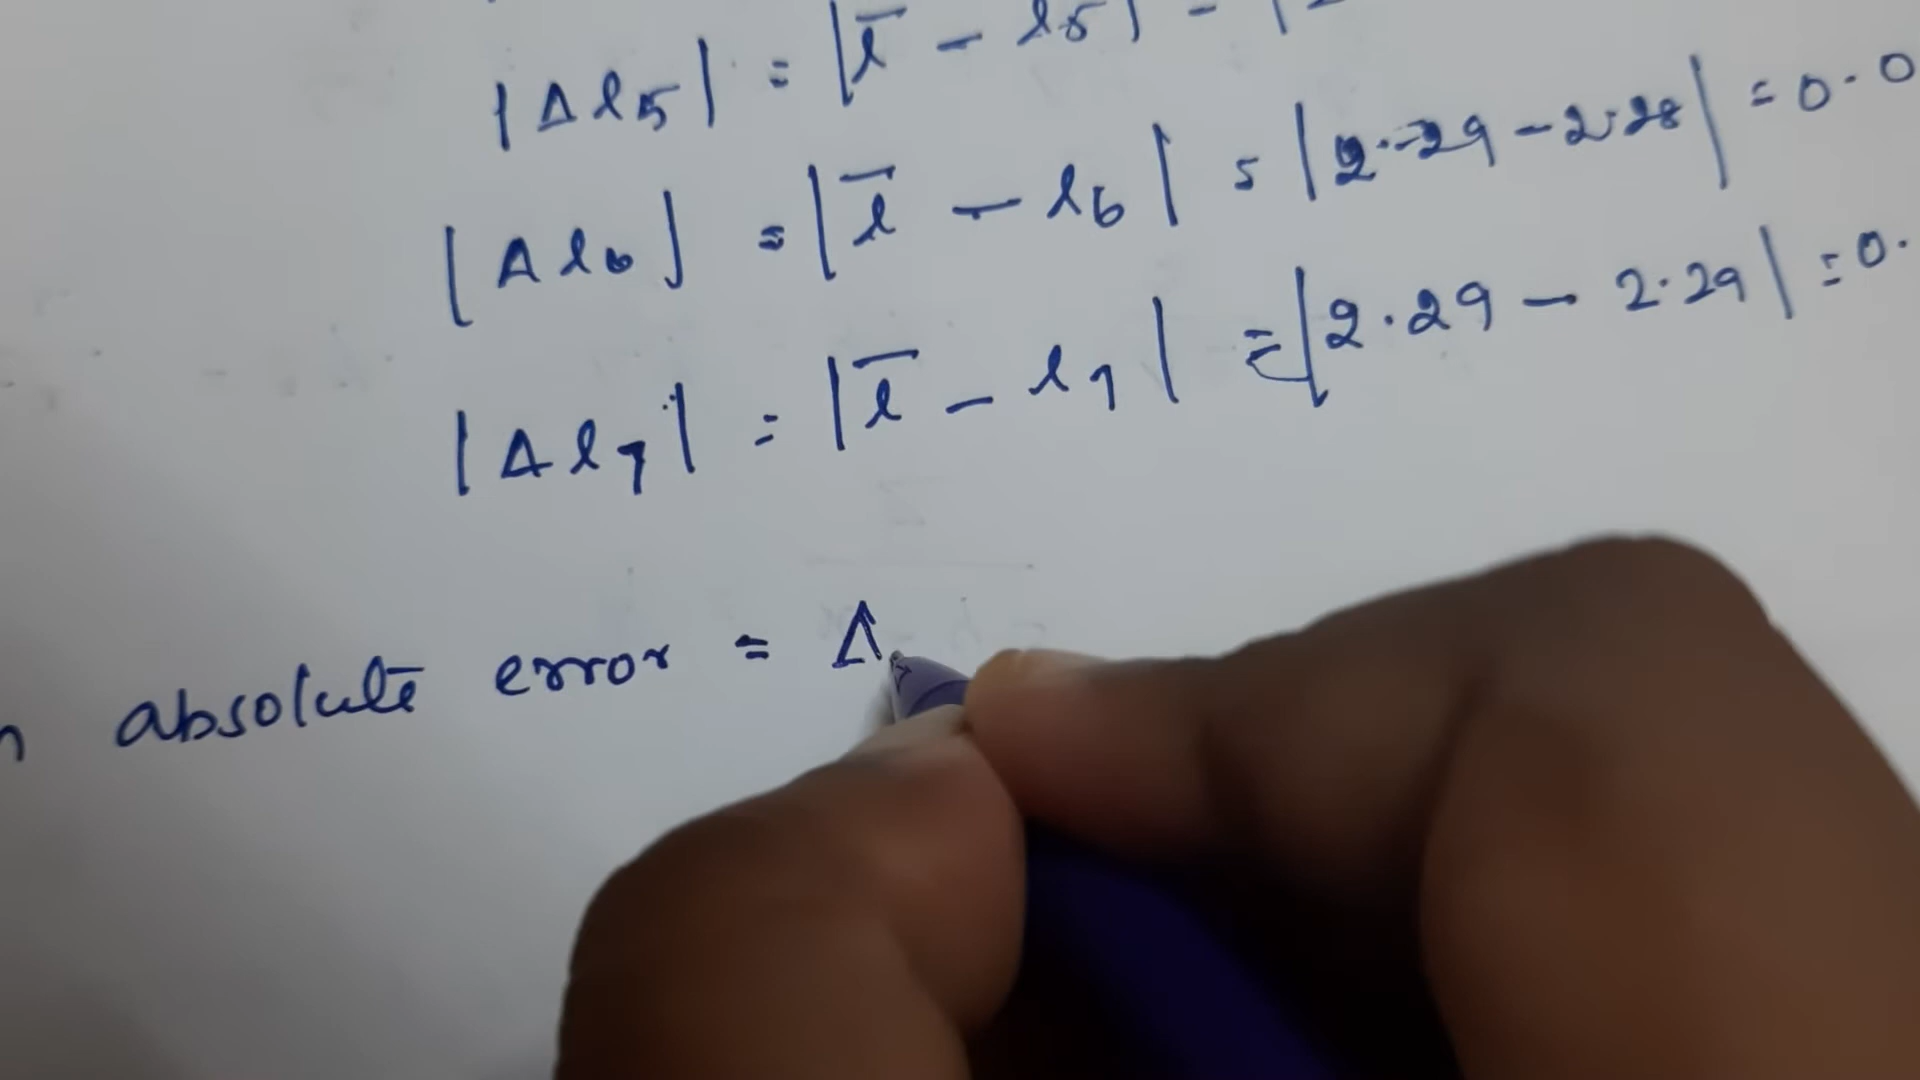 |Δl5| = |l̅ - l5| = |
|Δl6| = |l̅ - l6| = |2.29 - 2.28| = 0.0
|Δl7| = |l̅ - l7| = |2.29 - 2.29| = 0.
n absolute error = Δ